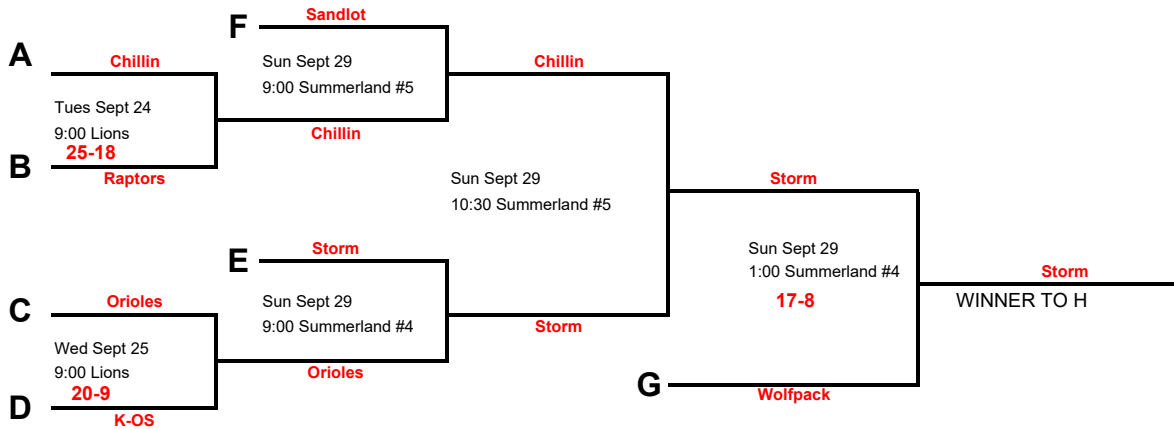 F
Sandlot
A
Chillin
Sun Sept 29
9:00 Summerland #5
Chillin
Tues Sept 24
9:00 Lions
25-18
Chillin
B
Raptors
Sun Sept 29
10:30 Summerland #5
Storm
E
Storm
Sun Sept 29
1:00 Summerland #4
17-8
Storm
WINNER TO H
C
Orioles
Sun Sept 29
9:00 Summerland #4
Storm
Wed Sept 25
9:00 Lions
20-9
Orioles
D
K-OS
G
Wolfpack